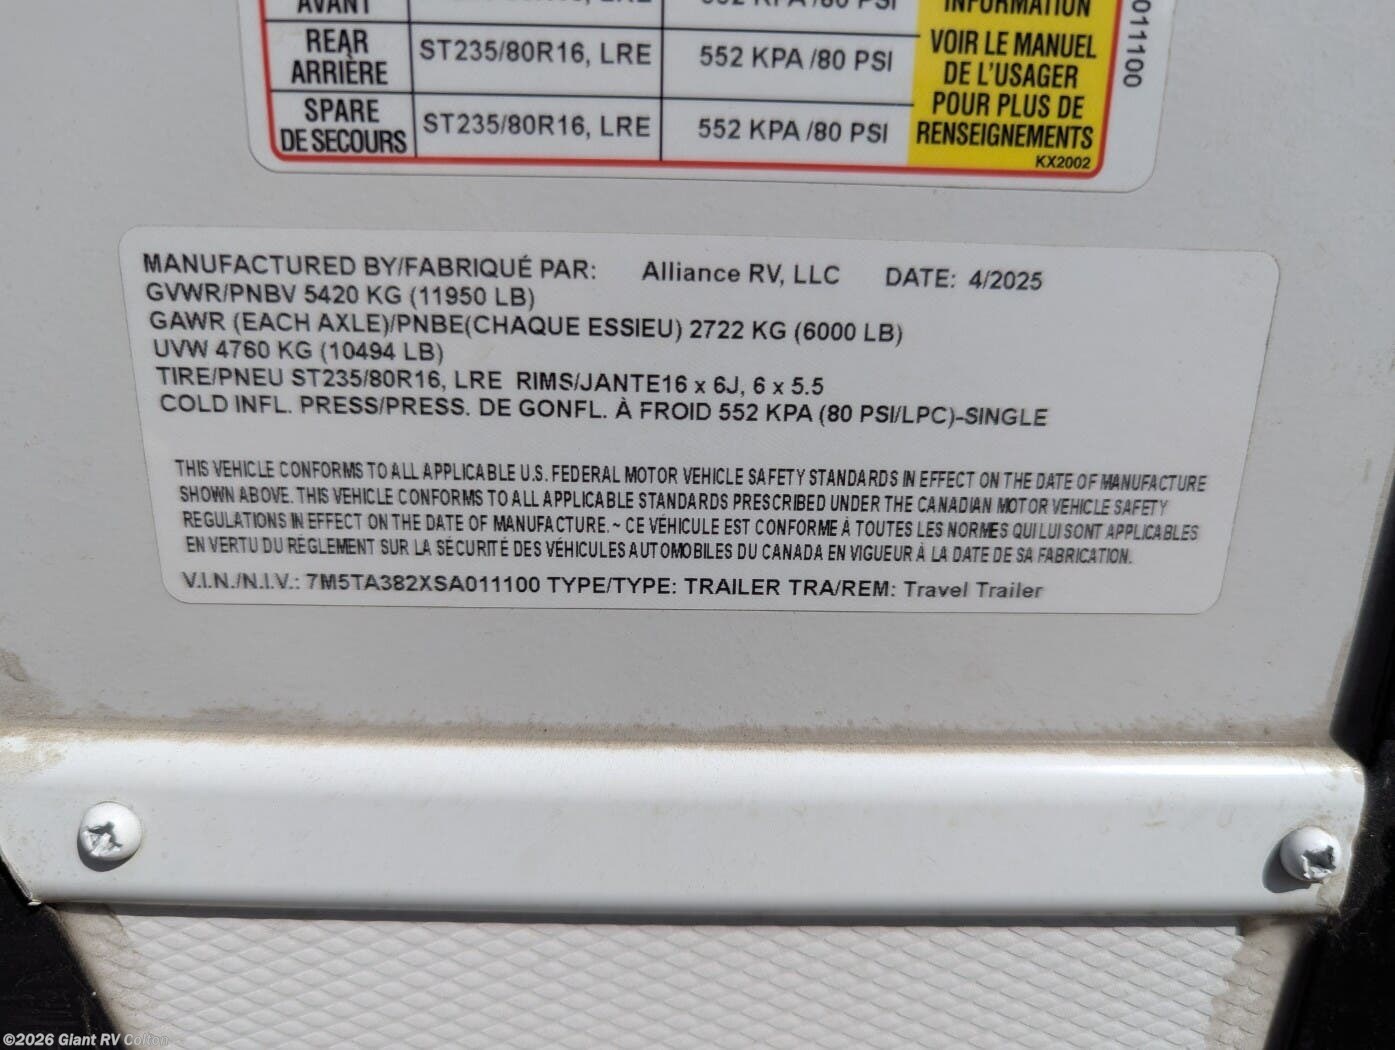 AVANT
552 KPA /80 PSI
INFORMATION
REAR
ARRIÈRE
ST235/80R16, LRE
552 KPA /80 PSI
VOIR LE MANUEL
DE L'USAGER
POUR PLUS DE
RENSEIGNEMENTS
SPARE
DE SECOURS
ST235/80R16, LRE
552 KPA /80 PSI
KX2002
011100
MANUFACTURED BY/FABRIQUÉ PAR: Alliance RV, LLC DATE: 4/2025
GVWR/PNBV 5420 KG (11950 LB)
GAWR (EACH AXLE)/PNBE(CHAQUE ESSIEU) 2722 KG (6000 LB)
UVW 4760 KG (10494 LB)
TIRE/PNEU ST235/80R16, LRE RIMS/JANTE16 x 6J, 6 x 5.5
COLD INFL. PRESS/PRESS. DE GONFL. À FROID 552 KPA (80 PSI/LPC)-SINGLE
THIS VEHICLE CONFORMS TO ALL APPLICABLE U.S. FEDERAL MOTOR VEHICLE SAFETY STANDARDS IN EFFECT ON THE DATE OF MANUFACTURE
SHOWN ABOVE. THIS VEHICLE CONFORMS TO ALL APPLICABLE STANDARDS PRESCRIBED UNDER THE CANADIAN MOTOR VEHICLE SAFETY
REGULATIONS IN EFFECT ON THE DATE OF MANUFACTURE. ~ CE VÉHICULE EST CONFORME À TOUTES LES NORMES QUI LUI SONT APPLICABLES
EN VERTU DU RÈGLEMENT SUR LA SÉCURITÉ DES VÉHICULES AUTOMOBILES DU CANADA EN VIGUEUR À LA DATE DE SA FABRICATION.
V.I.N./N.I.V.: 7M5TA382XSA011100 TYPE/TYPE: TRAILER TRA/REM: Travel Trailer
©2026 Giant RV Colton